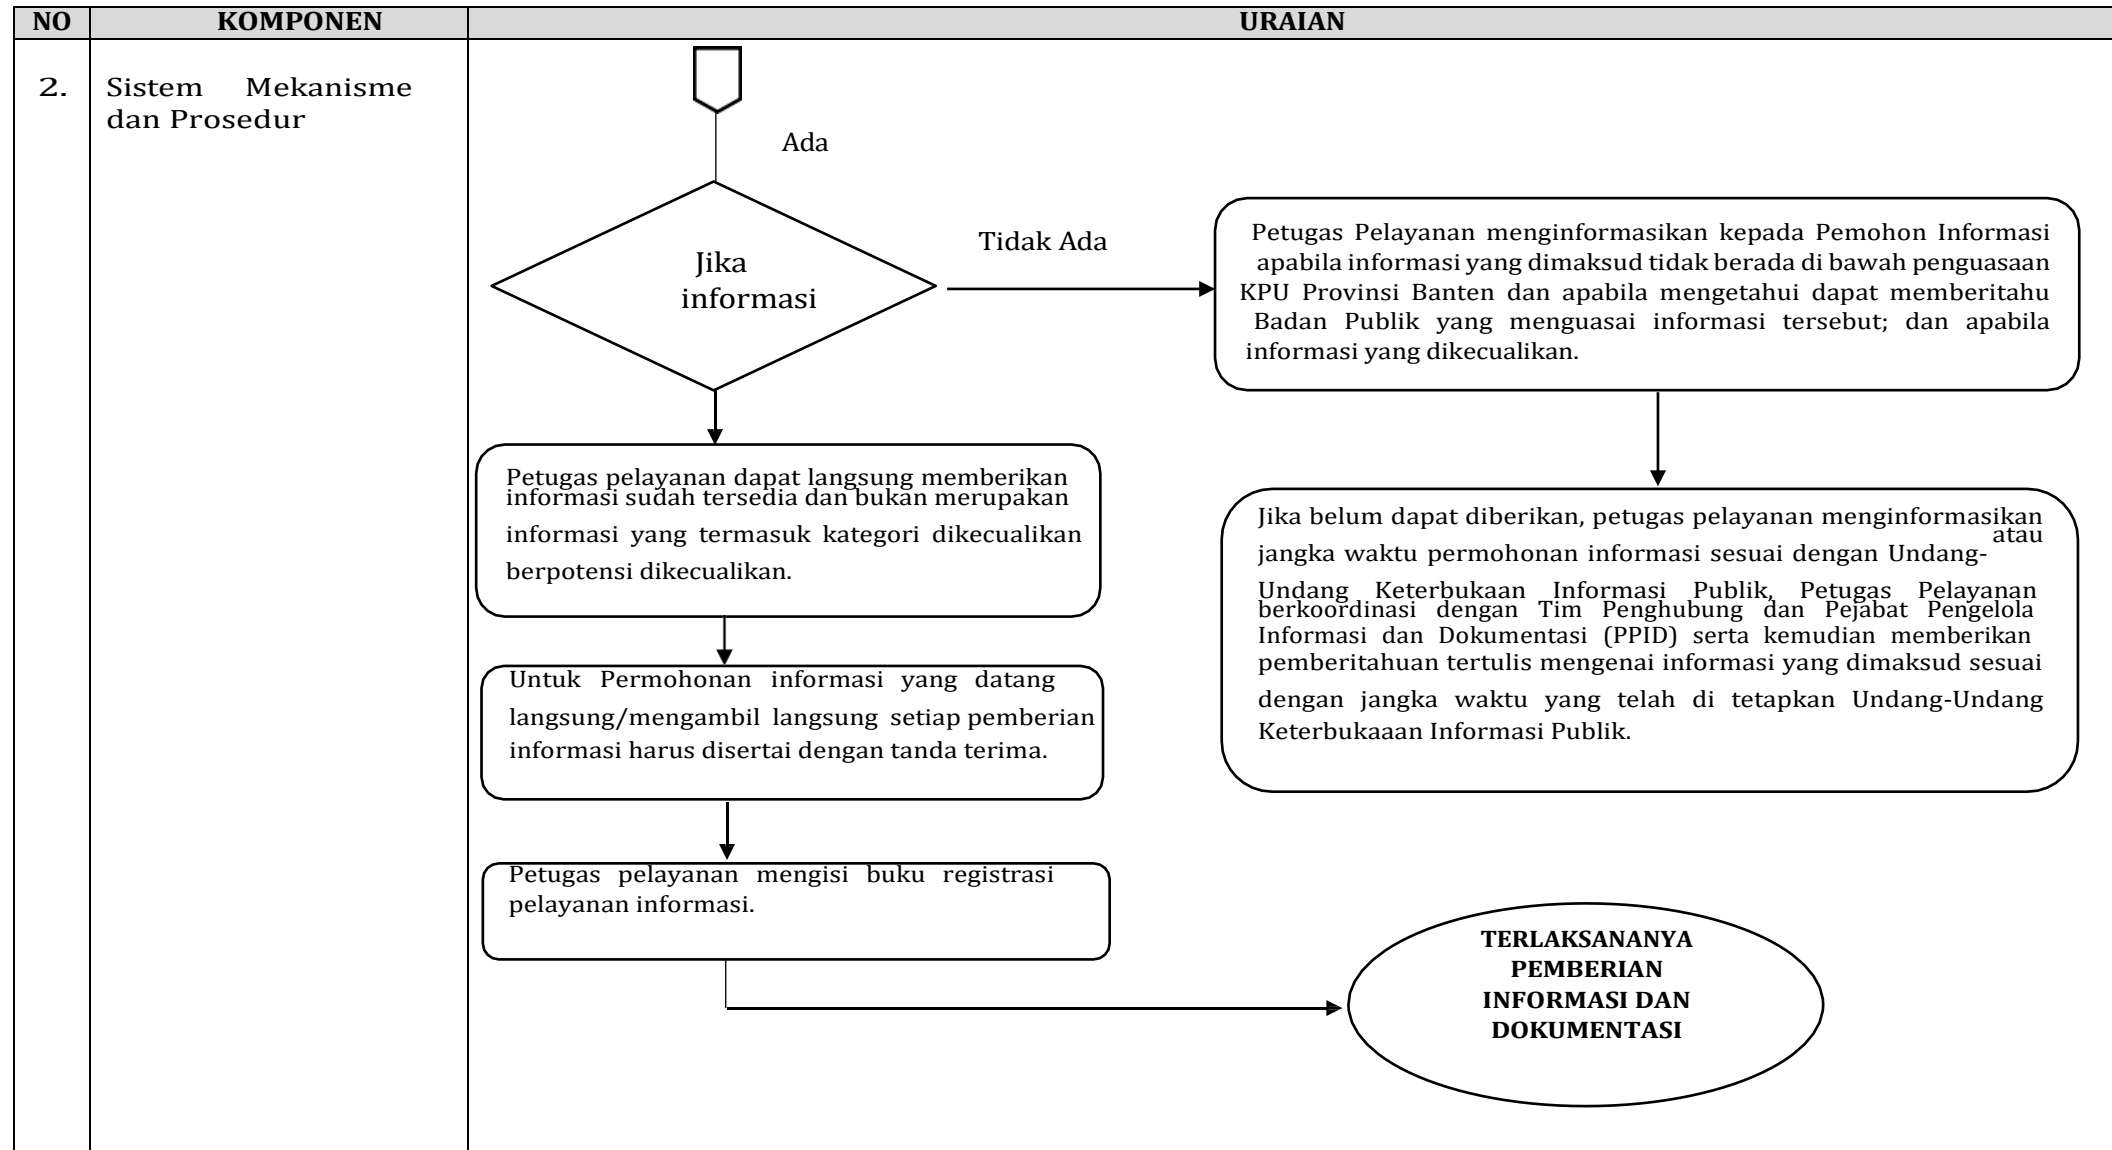 NO KOMPONEN URAIAN
2. Sistem Mekanisme
dan Prosedur
Ada
Jika
informasi
Tidak Ada
Petugas Pelayanan menginformasikan kepada Pemohon Informasi
apabila informasi yang dimaksud tidak berada di bawah penguasaan
KPU Provinsi Banten dan apabila mengetahui dapat memberitahu
Badan Publik yang menguasai informasi tersebut; dan apabila
informasi yang dikecualikan.
Petugas pelayanan dapat langsung memberikan
informasi sudah tersedia dan bukan merupakan
informasi yang termasuk kategori dikecualikan
berpotensi dikecualikan.
Jika belum dapat diberikan, petugas pelayanan menginformasikan
atau
jangka waktu permohonan informasi sesuai dengan Undang-
Undang Keterbukaan Informasi Publik, Petugas Pelayanan
berkoordinasi dengan Tim Penghubung dan Pejabat Pengelola
Informasi dan Dokumentasi (PPID) serta kemudian memberikan
pemberitahuan tertulis mengenai informasi yang dimaksud sesuai
dengan jangka waktu yang telah di tetapkan Undang-Undang
Keterbukaaan Informasi Publik.
Untuk Permohonan informasi yang datang
langsung/mengambil langsung setiap pemberian
informasi harus disertai dengan tanda terima.
Petugas pelayanan mengisi buku registrasi
pelayanan informasi.
TERLAKSANANYA
PEMBERIAN
INFORMASI DAN
DOKUMENTASI